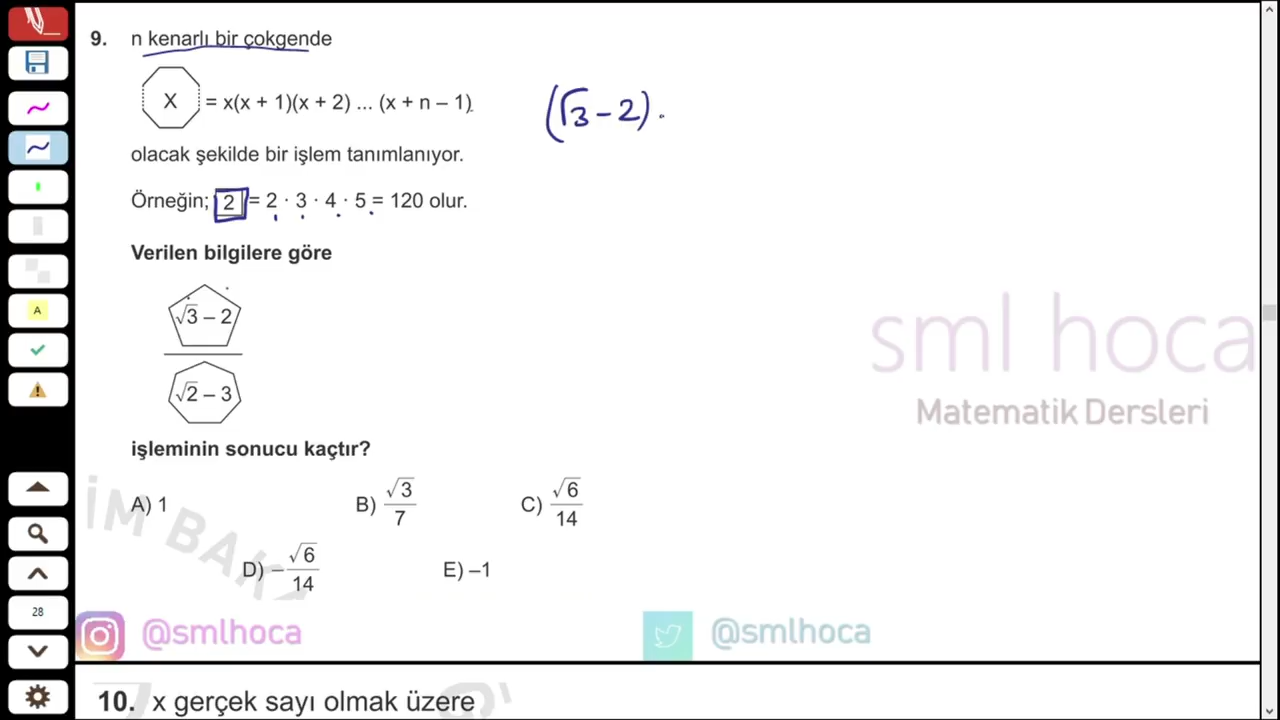 9. n kenarlı bir çokgende
X = x(x + 1)(x + 2) ... (x + n – 1)
(√3 – 2) ·
olacak şekilde bir işlem tanımlanıyor.
Örneğin; 2 = 2 · 3 · 4 · 5 = 120 olur.
Verilen bilgilere göre
√3 – 2
√2 – 3
işleminin sonucu kaçtır?
A) 1 B) √3/7 C) √6/14
D) –√6/14 E) –1
sml hoca
Matematik Dersleri
İM BAK
A
28
@smlhoca @smlhoca
10. x gerçek sayı olmak üzere